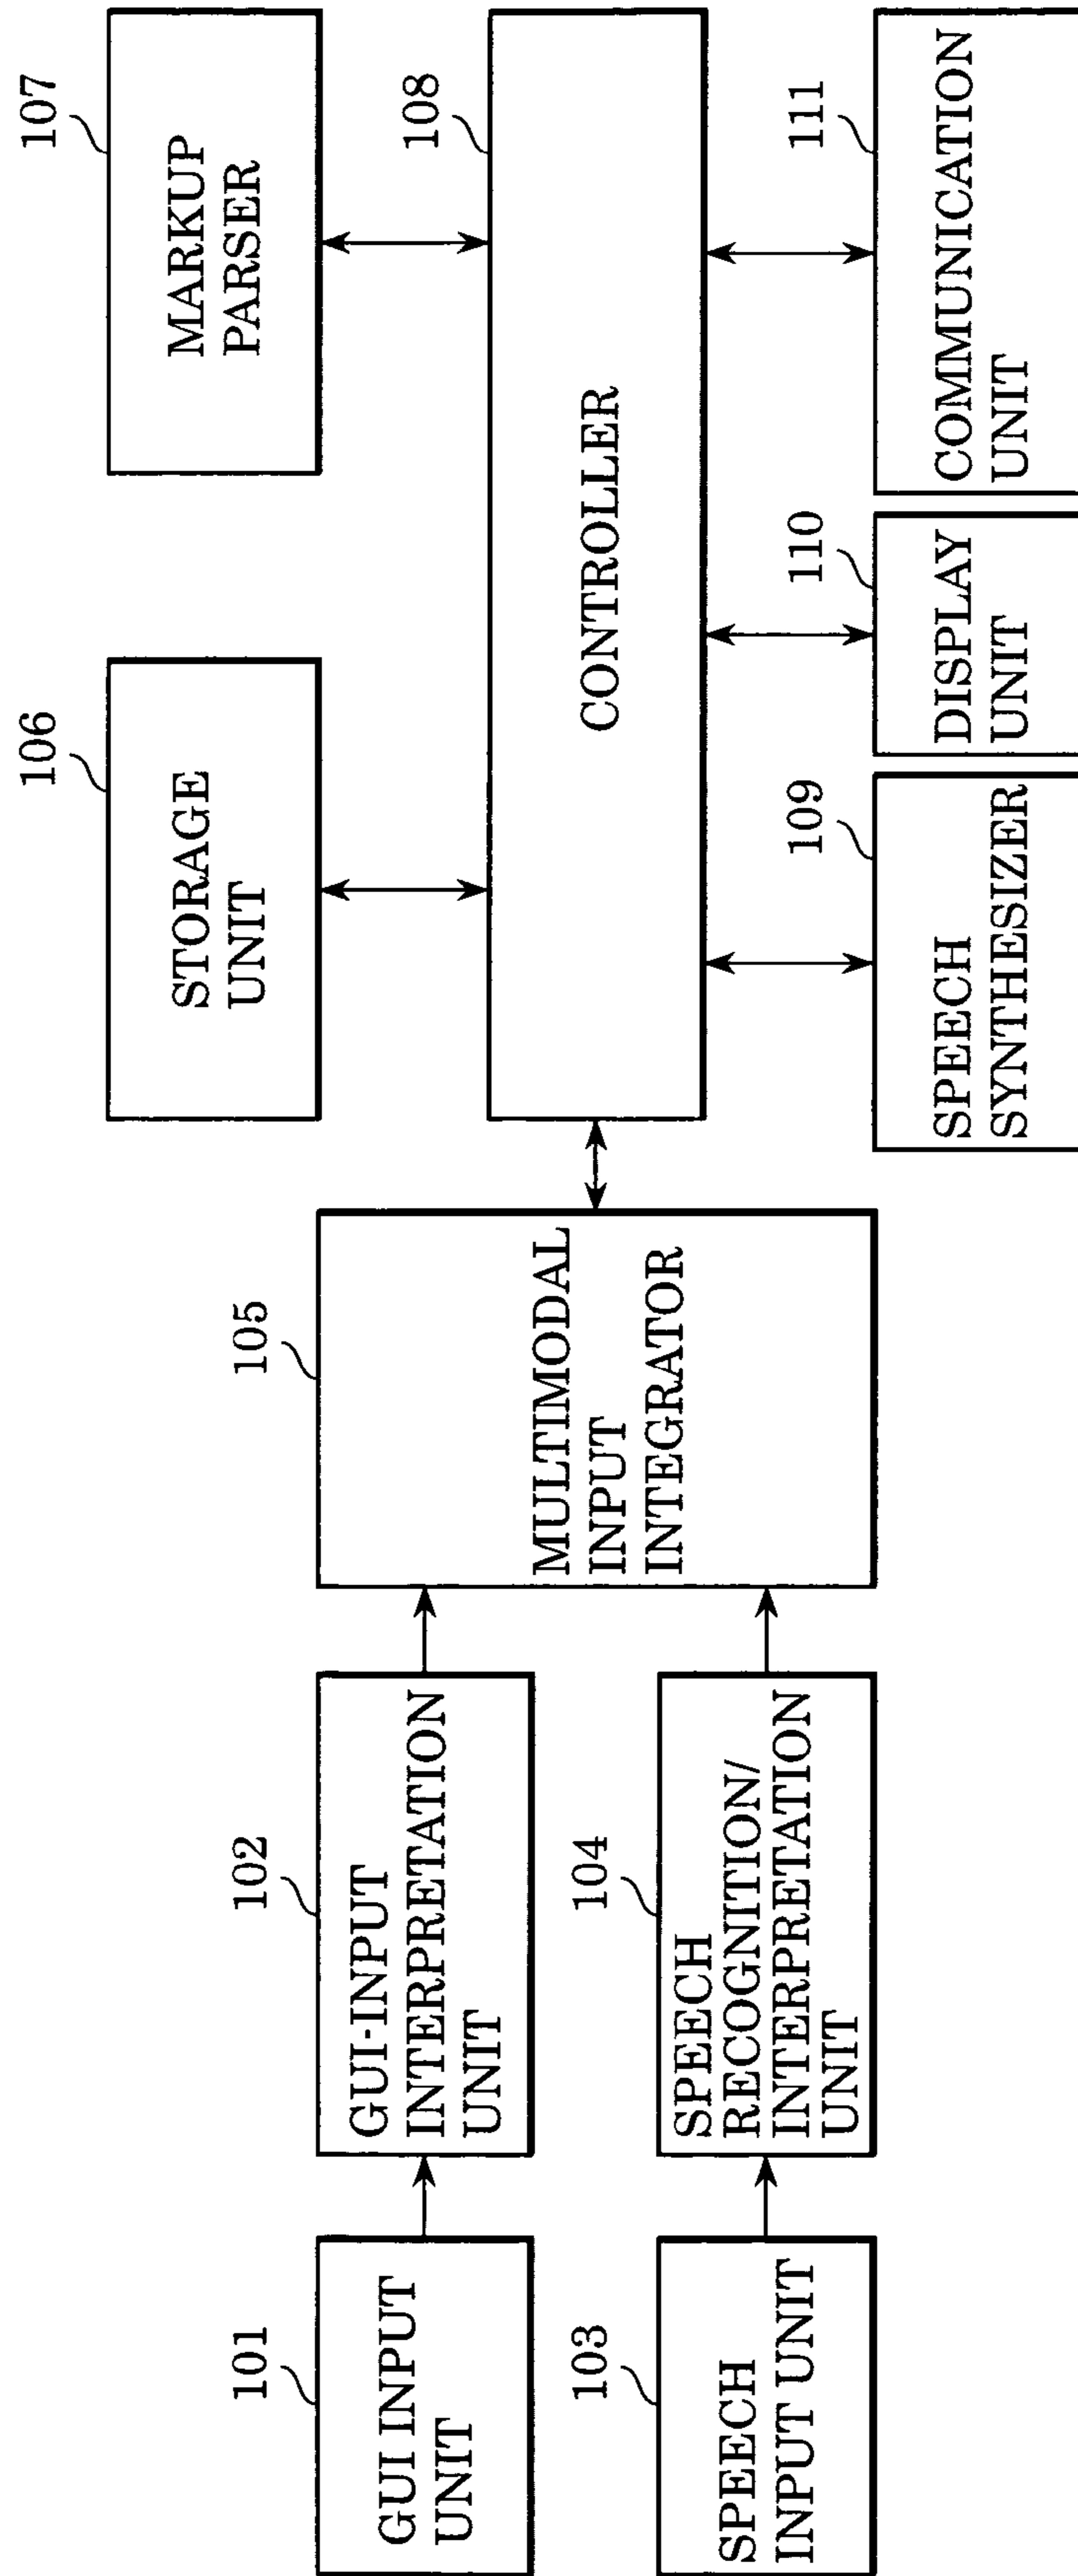 101
GUI INPUT
UNIT
102
GUI-INPUT
INTERPRETATION
UNIT
103
SPEECH
INPUT UNIT
104
SPEECH
RECOGNITION/
INTERPRETATION
UNIT
105
MULTIMODAL
INPUT
INTEGRATOR
106
STORAGE
UNIT
107
MARKUP
PARSER
108
CONTROLLER
109
SPEECH
SYNTHESIZER
110
DISPLAY
UNIT
111
COMMUNICATION
UNIT